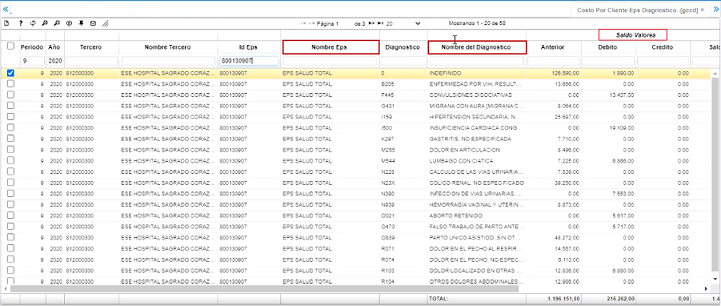 Costo Por Cliente Eps Diagnostico -[gccd]
Página 1 de 3 20 Mostrando 1 - 20 de 58
Saldo Valores
Periodo Año Tercero Nombre Tercero Id Eps Nombre Eps Diagnostico Nombre del Diagnostico Anterior Debito Credito Sal
9 2020 800130907
9 2020 812000300 ESE HOSPITAL SAGRADO CORAZ... 800130907 EPS SALUD TOTAL 0 INDEFINIDO 126.590,00 1.890,00 0,00
9 2020 812000300 ESE HOSPITAL SAGRADO CORAZ... 800130907 EPS SALUD TOTAL B205 ENFERMEDAD POR VIH, RESULT... 13.656,00 0,00 0,00
9 2020 812000300 ESE HOSPITAL SAGRADO CORAZ... 800130907 EPS SALUD TOTAL F445 CONVULSIONES DISOCIATIVAS 0,00 13.407,00 0,00
9 2020 812000300 ESE HOSPITAL SAGRADO CORAZ... 800130907 EPS SALUD TOTAL G431 MIGRANA CON AURA [MIGRANA C... 0,00 0,00
9 2020 812000300 ESE HOSPITAL SAGRADO CORAZ... 800130907 EPS SALUD TOTAL I159 HIPERTENSION SECUNDARIA, N... 25.697,00 0,00 0,00
9 2020 812000300 ESE HOSPITAL SAGRADO CORAZ... 800130907 EPS SALUD TOTAL I500 INSUFICIENCIA CARDIACA CONG... 0,00 19.109,00 0,00
9 2020 812000300 ESE HOSPITAL SAGRADO CORAZ... 800130907 EPS SALUD TOTAL K297 GASTRITIS, NO ESPECIFICADA 7.710,00 0,00 0,00
9 2020 812000300 ESE HOSPITAL SAGRADO CORAZ... 800130907 EPS SALUD TOTAL M255 DOLOR EN ARTICULACION 8.496,00 0,00 0,00
9 2020 812000300 ESE HOSPITAL SAGRADO CORAZ... 800130907 EPS SALUD TOTAL M544 LUMBAGO CON CIATICA 7.225,00 6.866,00 0,00
9 2020 812000300 ESE HOSPITAL SAGRADO CORAZ... 800130907 EPS SALUD TOTAL N228 CALCULO DE LAS VIAS URINARIA... 7.539,00 0,00 0,00
9 2020 812000300 ESE HOSPITAL SAGRADO CORAZ... 800130907 EPS SALUD TOTAL N23X COLICO RENAL, NO ESPECIFICADO 39.250,00 0,00 0,00
9 2020 812000300 ESE HOSPITAL SAGRADO CORAZ... 800130907 EPS SALUD TOTAL N390 INFECCIÓN DE VIAS URINARIAS, 0,00 7.553,00 0,00
9 2020 812000300 ESE HOSPITAL SAGRADO CORAZ... 800130907 EPS SALUD TOTAL N939 HEMORRAGIA VAGINAL Y UTERIN... 8.873,00 0,00 0,00
9 2020 812000300 ESE HOSPITAL SAGRADO CORAZ... 800130907 EPS SALUD TOTAL O021 ABORTO RETENIDO 0,00 5.617,00 0,00
9 2020 812000300 ESE HOSPITAL SAGRADO CORAZ... 800130907 EPS SALUD TOTAL O470 FALSO TRABAJO DE PARTO ANTE... 0,00 5.717,00 0,00
9 2020 812000300 ESE HOSPITAL SAGRADO CORAZ... 800130907 EPS SALUD TOTAL O839 PARTO UNICO ASISTIDO, SIN OT... 48.272,00 0,00 0,00
9 2020 812000300 ESE HOSPITAL SAGRADO CORAZ... 800130907 EPS SALUD TOTAL R071 DOLOR EN EL PECHO AL RESPIR... 14.567,00 0,00 0,00
9 2020 812000300 ESE HOSPITAL SAGRADO CORAZ... 800130907 EPS SALUD TOTAL R074 DOLOR EN EL PECHO, NO ESPEC... 9.113,00 0,00 0,00
9 2020 812000300 ESE HOSPITAL SAGRADO CORAZ... 800130907 EPS SALUD TOTAL R103 DOLOR LOCALIZADO EN OTRAS ... 12.836,00 6.880,00 0,00
9 2020 812000300 ESE HOSPITAL SAGRADO CORAZ... 800130907 EPS SALUD TOTAL R104 OTROS DOLORES ABDOMINALE... 12.896,00 0,00 0,00
TOTAL: 1.196.151,00 216.262,00 0,00